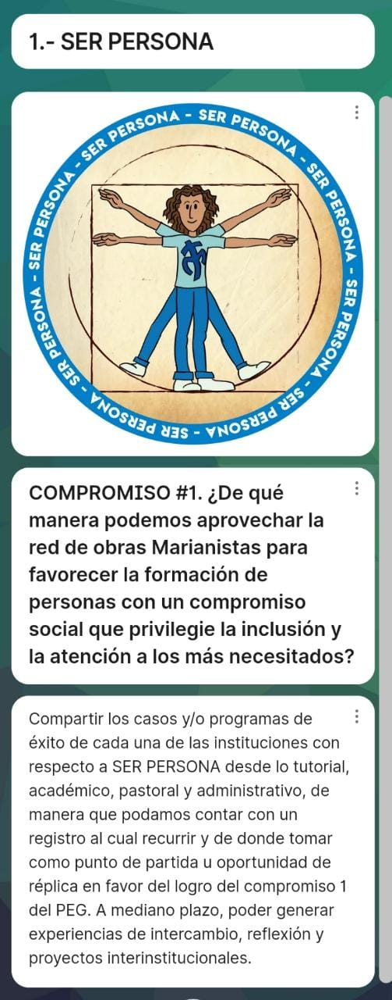 1.- SER PERSONA
SER PERSONA - SER PERSONA - SER PERSONA - SER PERSONA - SER PERSONA - SER PERSONA - SER PERSONA - SER PERSONA -
COMPROMISO #1. ¿De qué
manera podemos aprovechar la
red de obras Marianistas para
favorecer la formación de
personas con un compromiso
social que privilegie la inclusión y
la atención a los más necesitados?
Compartir los casos y/o programas de
éxito de cada una de las instituciones con
respecto a SER PERSONA desde lo tutorial,
académico, pastoral y administrativo, de
manera que podamos contar con un
registro al cual recurrir y de donde tomar
como punto de partida u oportunidad de
réplica en favor del logro del compromiso 1
del PEG. A mediano plazo, poder generar
experiencias de intercambio, reflexión y
proyectos interinstitucionales.